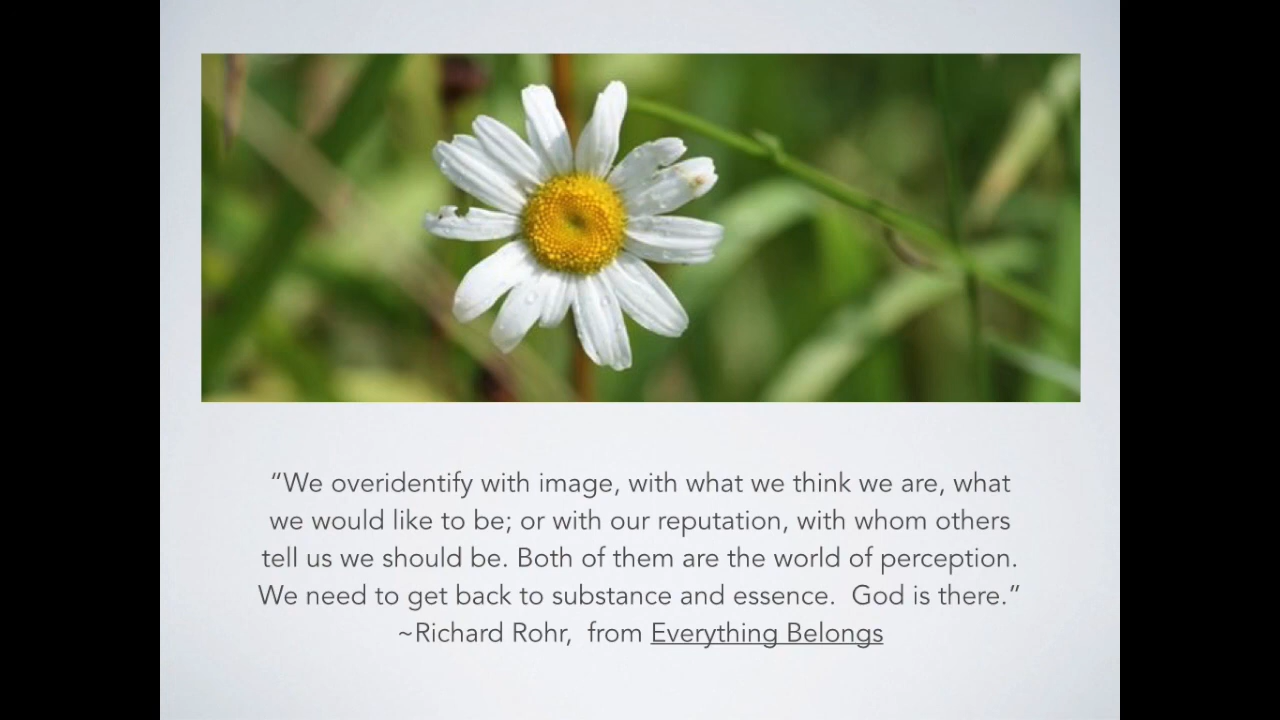 “We overidentify with image, with what we think we are, what
we would like to be; or with our reputation, with whom others
tell us we should be. Both of them are the world of perception.
We need to get back to substance and essence.  God is there.”
~Richard Rohr,  from Everything Belongs